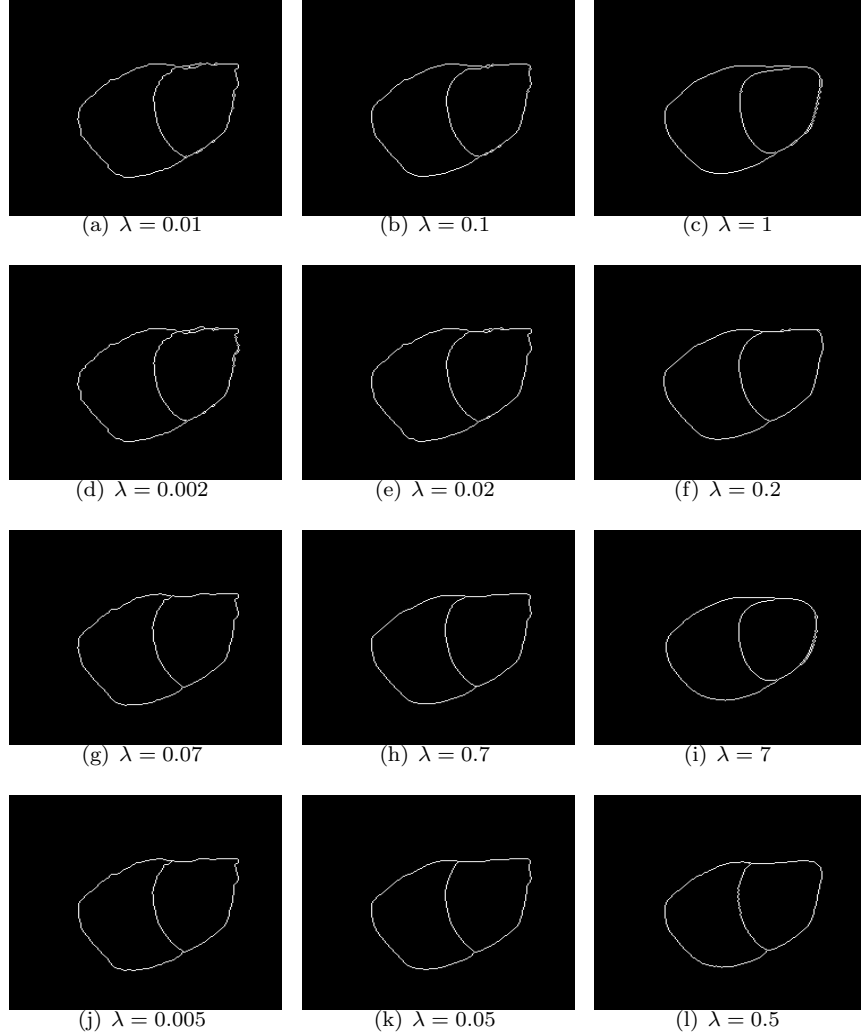 (a) λ = 0.01
(b) λ = 0.1
(c) λ = 1
(d) λ = 0.002
(e) λ = 0.02
(f) λ = 0.2
(g) λ = 0.07
(h) λ = 0.7
(i) λ = 7
(j) λ = 0.005
(k) λ = 0.05
(l) λ = 0.5